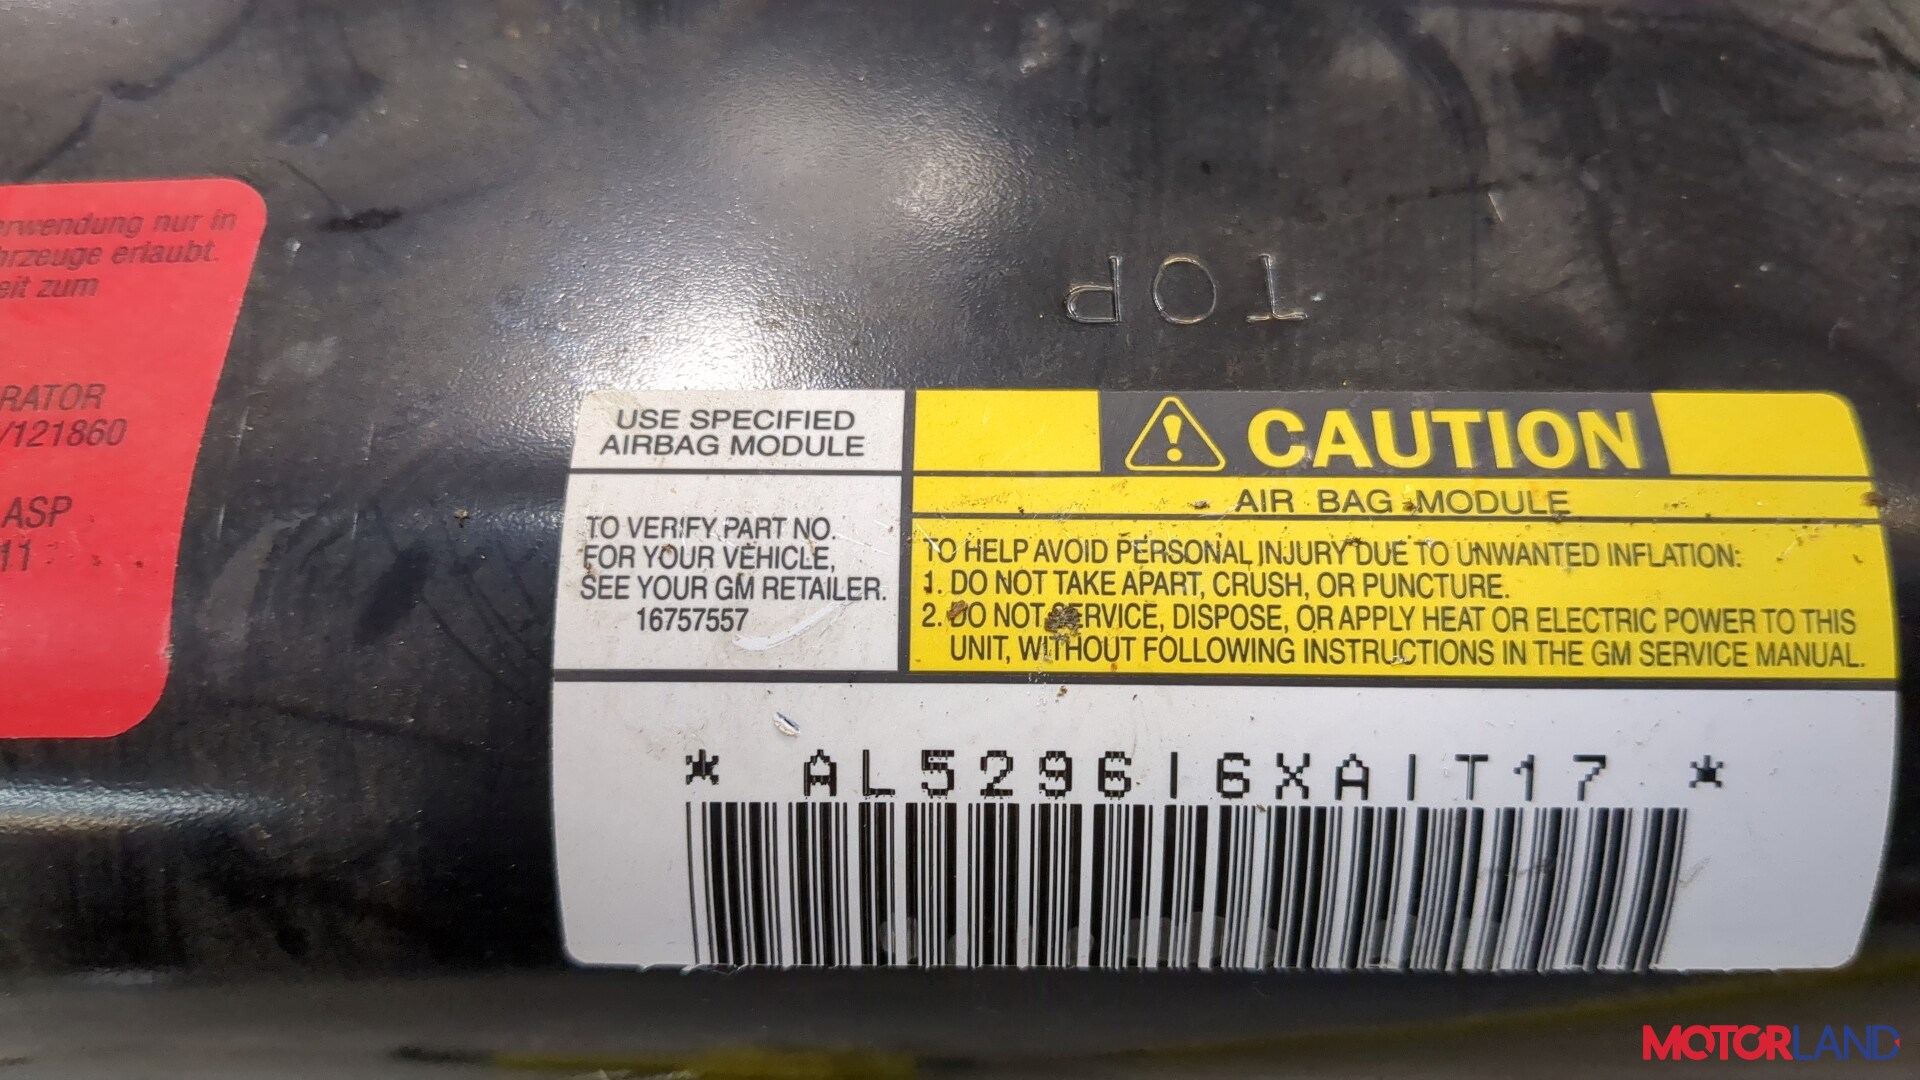 erwendung nur in
hrzeuge erlaubt.
eit zum
RATOR
/121860
ASP
11
TOP
USE SPECIFIED
AIRBAG MODULE
TO VERIFY PART NO.
FOR YOUR VEHICLE,
SEE YOUR GM RETAILER.
16757557
CAUTION
AIR BAG MODULE
TO HELP AVOID PERSONAL INJURY DUE TO UNWANTED INFLATION:
1. DO NOT TAKE APART, CRUSH, OR PUNCTURE.
2. DO NOT SERVICE, DISPOSE, OR APPLY HEAT OR ELECTRIC POWER TO THIS
UNIT, WITHOUT FOLLOWING INSTRUCTIONS IN THE GM SERVICE MANUAL.
* AL529616XA1T17 *
MOTORLAND